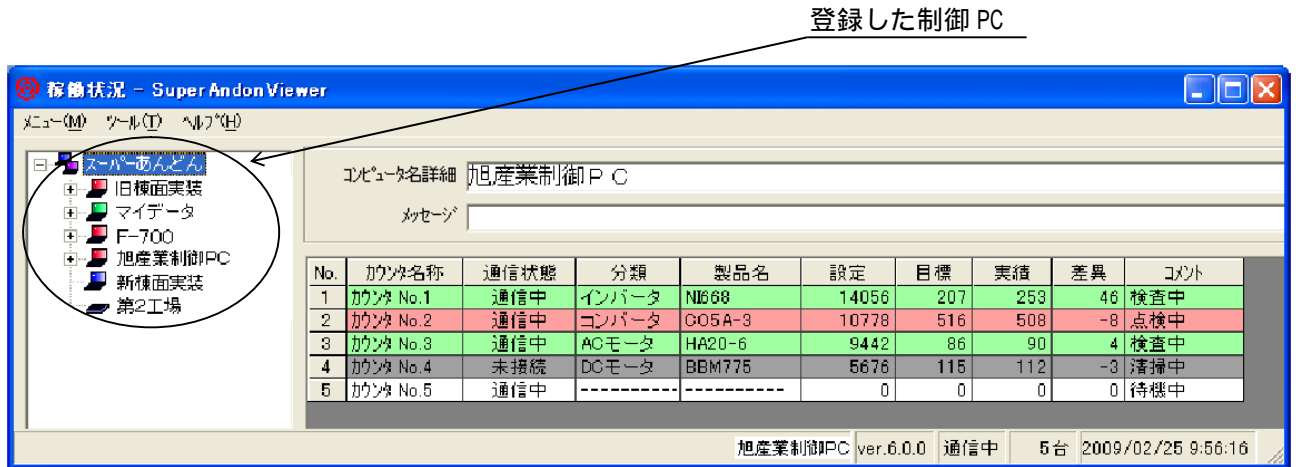 登録した制御 PC
稼働状況 - Super Andon Viewer
メニュー(M) ツール(T) ヘルプ(H)
スーパーあんどん
旧棟面実装
マイデータ
F-700
旭産業制御PC
新棟面実装
第2工場
コンピュータ名詳細 旭産業制御PC
メッセージ
No. カウンタ名称 通信状態 分類 製品名 設定 目標 実績 差異 コメント
1 カウンタ No.1 通信中 インバータ NI668 14056 207 253 46 検査中
2 カウンタ No.2 通信中 コンバータ CO5A-3 10778 516 508 -8 点検中
3 カウンタ No.3 通信中 ACモータ HA20-6 9442 86 90 4 検査中
4 カウンタ No.4 未接続 DCモータ BBM775 5676 115 112 -3 清掃中
5 カウンタ No.5 通信中 ---------- ---------- 0 0 0 0 待機中
旭産業制御PC ver.6.0.0 通信中 5台 2009/02/25 9:56:16